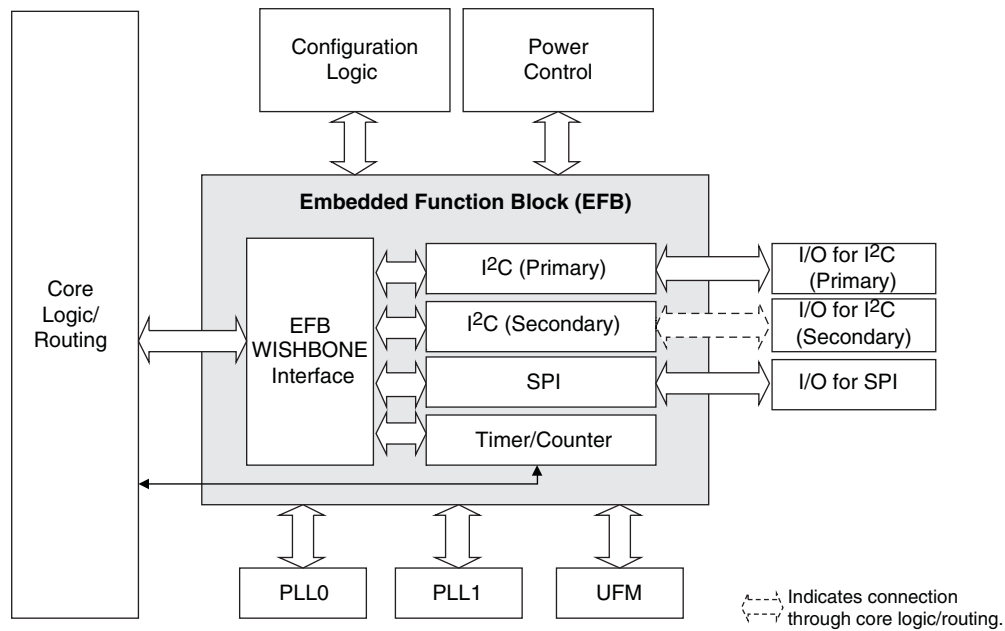 Configuration
Logic
Power
Control
Embedded Function Block (EFB)
Core
Logic/
Routing
EFB
WISHBONE
Interface
I²C (Primary)
I²C (Secondary)
SPI
Timer/Counter
I/O for I²C
(Primary)
I/O for I²C
(Secondary)
I/O for SPI
PLL0
PLL1
UFM
Indicates connection
through core logic/routing.